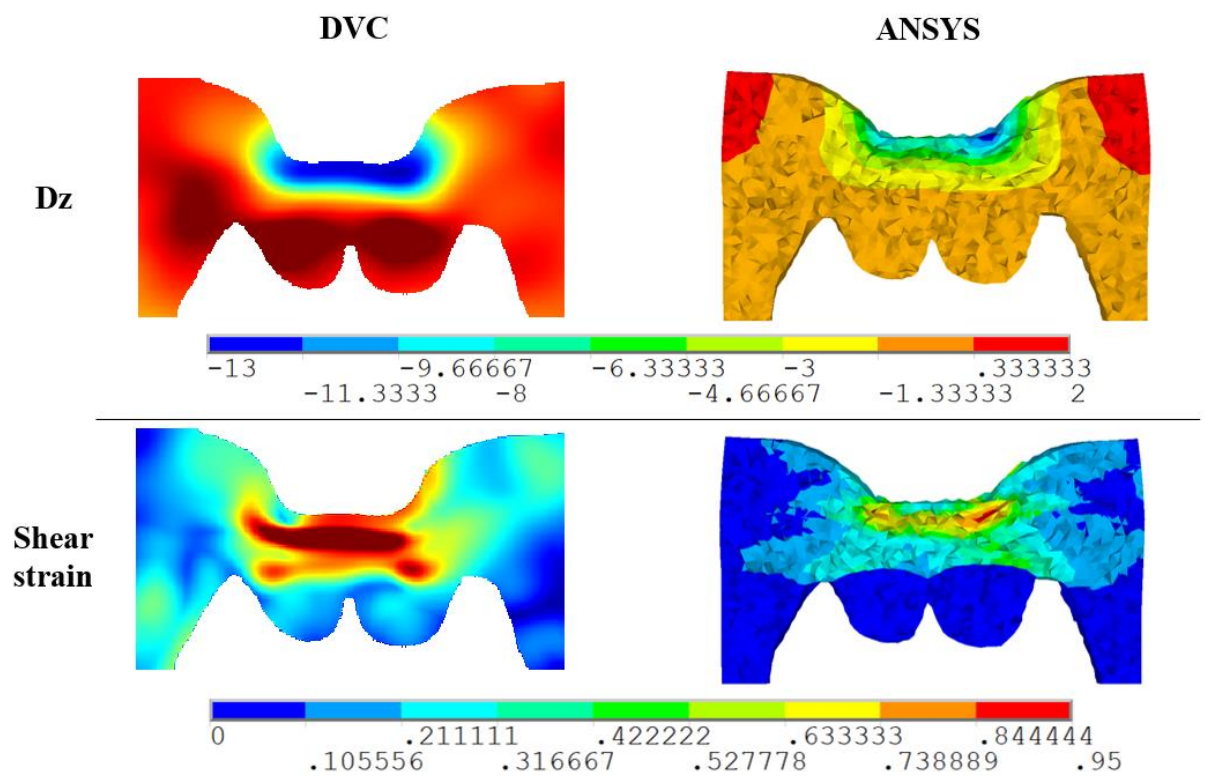 DVC ANSYS
Dz
-13 -9.66667 -6.33333 -3 .333333
-11.3333 -8 -4.66667 -1.33333 2
Shear
strain
0 .211111 .422222 .633333 .844444
.105556 .316667 .527778 .738889 .95